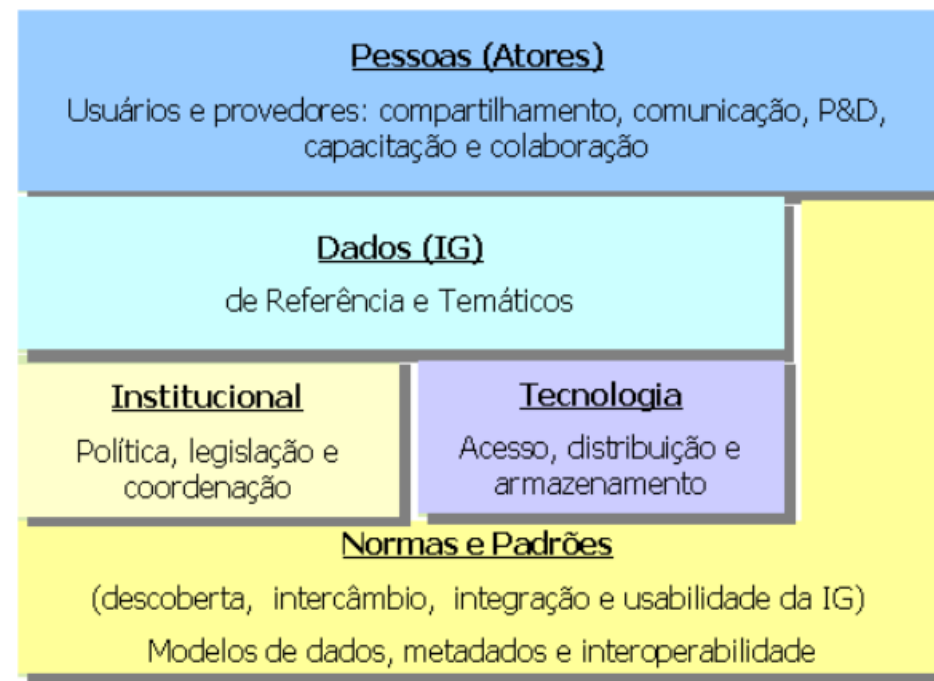 Pessoas (Atores)
Usuários e provedores: compartilhamento, comunicação, P&D,
capacitação e colaboração
Dados (IG)
de Referência e Temáticos
Institucional
Política, legislação e
coordenação
Tecnologia
Acesso, distribuição e
armazenamento
Normas e Padrões
(descoberta, intercâmbio, integração e usabilidade da IG)
Modelos de dados, metadados e interoperabilidade